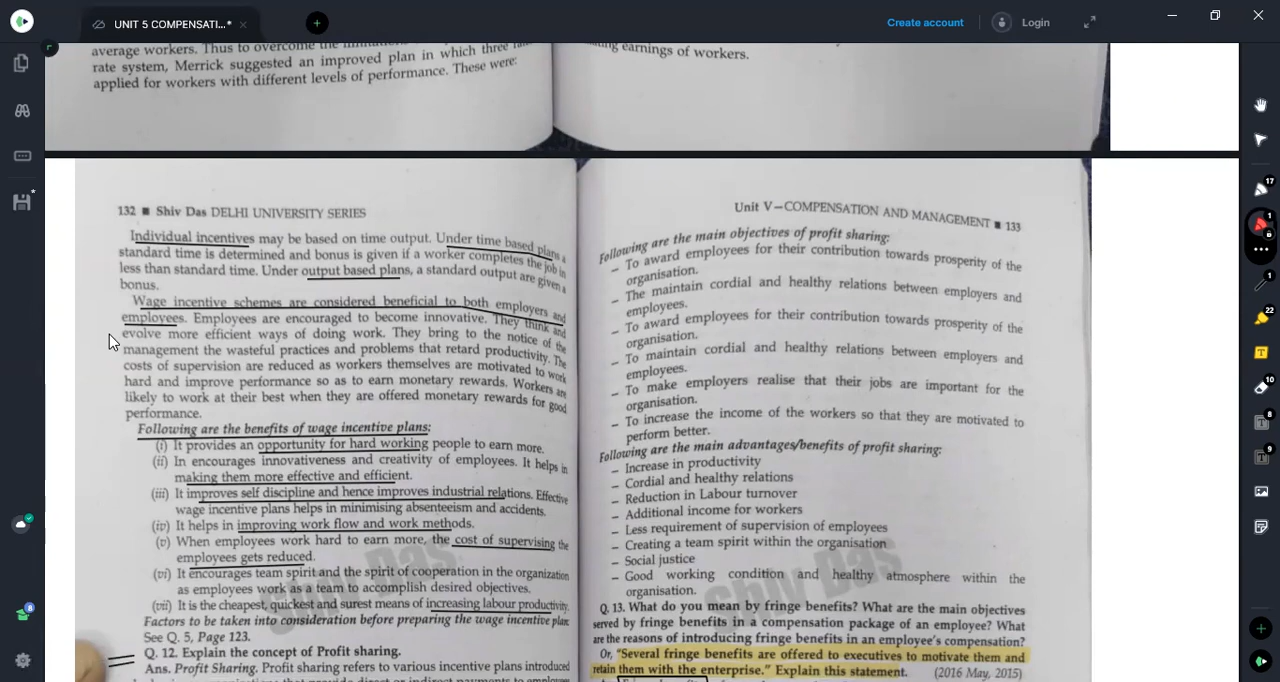 UNIT 5 COMPENSATI...*
Create account
Login
average workers. Thus to overcome the
rate system, Merrick suggested an improved plan in which three
applied for workers with different levels of performance. These were:
earnings of workers.
132 ■ Shiv Das DELHI UNIVERSITY SERIES
Individual incentives may be based on time output. Under time based plans a
standard time is determined and bonus is given if a worker completes the job in
less than standard time. Under output based plans, a standard output are given a
bonus.
Wage incentive schemes are considered beneficial to both employers and
employees. Employees are encouraged to become innovative. They think and
evolve more efficient ways of doing work. They bring to the notice of the
management the wasteful practices and problems that retard productivity. The
costs of supervision are reduced as workers themselves are motivated to work
hard and improve performance so as to earn monetary rewards. Workers are
likely to work at their best when they are offered monetary rewards for good
performance.
Following are the benefits of wage incentive plans:
(i) It provides an opportunity for hard working people to earn more.
(ii) In encourages innovativeness and creativity of employees. It helps in
making them more effective and efficient.
(iii) It improves self discipline and hence improves industrial relations. Effective
wage incentive plans helps in minimising absenteeism and accidents.
(iv) It helps in improving work flow and work methods.
(v) When employees work hard to earn more, the cost of supervising the
employees gets reduced.
(vi) It encourages team spirit and the spirit of cooperation in the organization
as employees work as a team to accomplish desired objectives.
(vii) It is the cheapest, quickest and surest means of increasing labour productivity.
Factors to be taken into consideration before preparing the wage incentive plan:
See Q. 5, Page 123.
Q. 12. Explain the concept of Profit sharing.
Ans. Profit Sharing. Profit sharing refers to various incentive plans introduced
Unit V—COMPENSATION AND MANAGEMENT ■ 133
Following are the main objectives of profit sharing:
– To award employees for their contribution towards prosperity of the
organisation.
– The maintain cordial and healthy relations between employers and
employees.
– To award employees for their contribution towards prosperity of the
organisation.
– To maintain cordial and healthy relations between employers and
employees.
– To make employers realise that their jobs are important for the
organisation.
– To increase the income of the workers so that they are motivated to
perform better.
Following are the main advantages/benefits of profit sharing:
– Increase in productivity
– Cordial and healthy relations
– Reduction in Labour turnover
– Additional income for workers
– Less requirement of supervision of employees
– Creating a team spirit within the organisation
– Social justice
– Good working condition and healthy atmosphere within the
organisation.
Q. 13. What do you mean by fringe benefits? What are the main objectives
served by fringe benefits in a compensation package of an employee? What
are the reasons of introducing fringe benefits in an employee's compensation?
Or, "Several fringe benefits are offered to executives to motivate them and
retain them with the enterprise." Explain this statement. (2016 May, 2015)
Shiv Das
Shiv Das
17
1
1
22
10
8
9
8